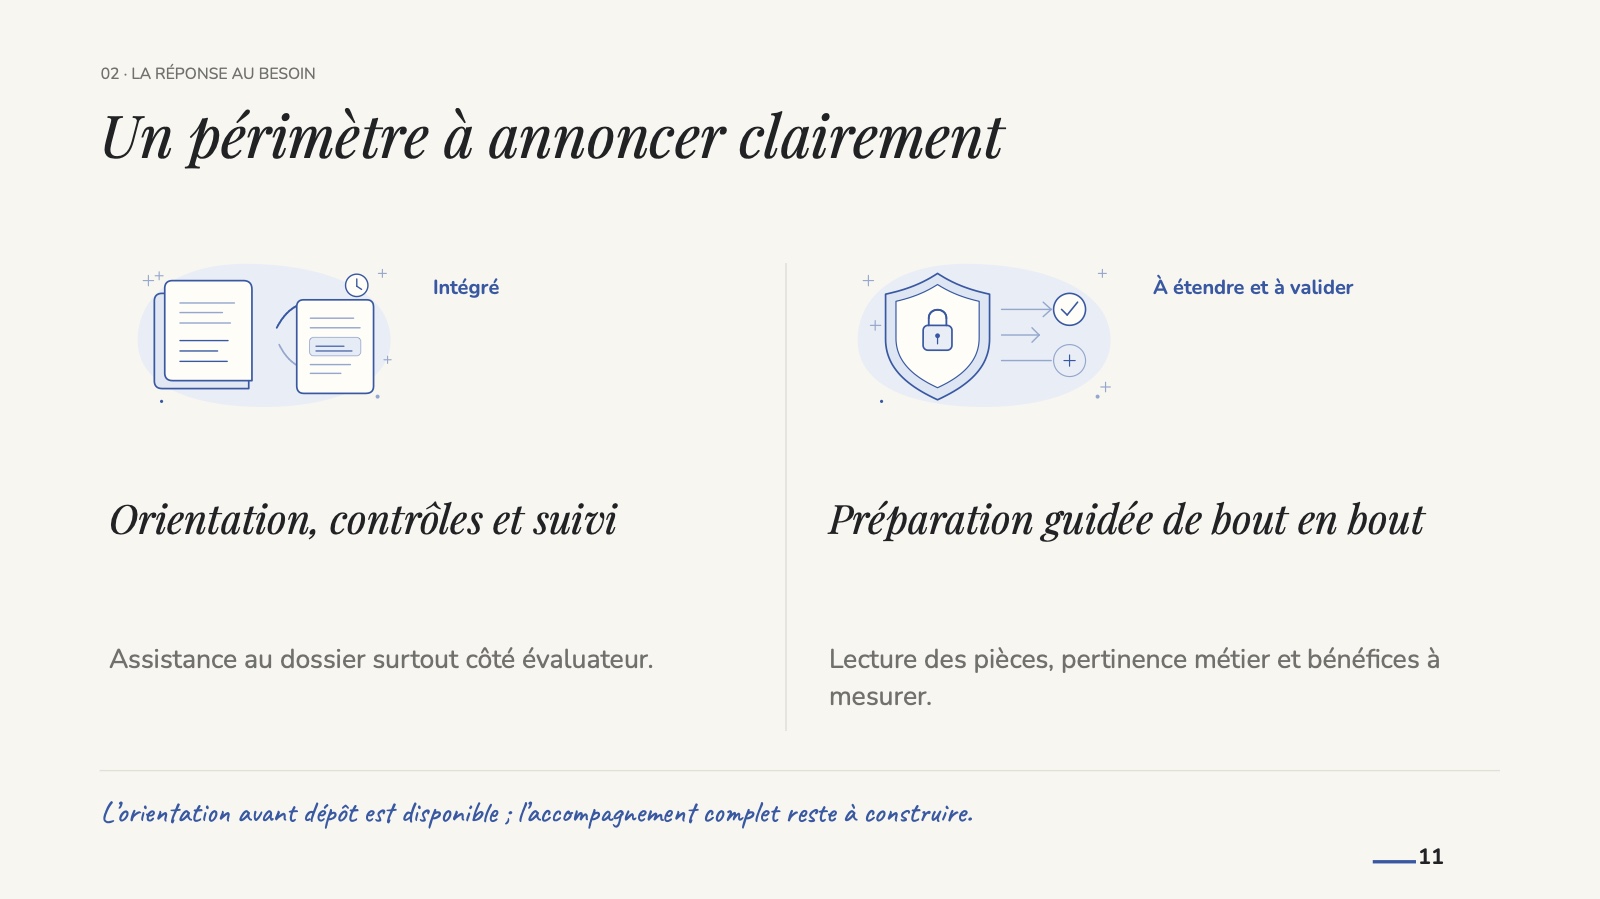 02 · LA RÉPONSE AU BESOIN
Un périmètre à annoncer clairement
Intégré
Orientation, contrôles et suivi
Assistance au dossier surtout côté évaluateur.
À étendre et à valider
Préparation guidée de bout en bout
Lecture des pièces, pertinence métier et bénéfices à
mesurer.
L’orientation avant dépôt est disponible ; l’accompagnement complet reste à construire.
11